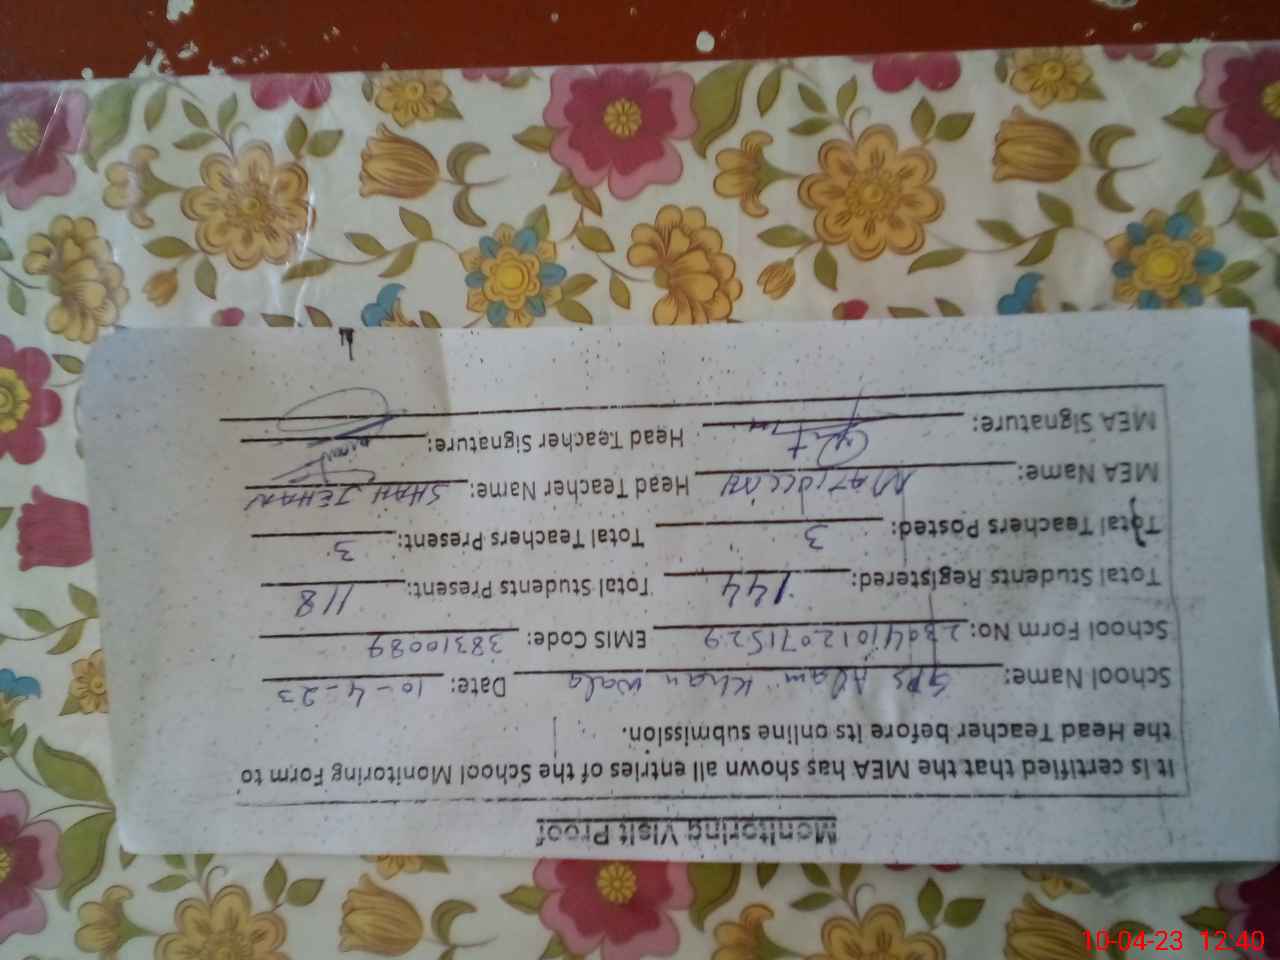 Monitoring Visit Proof
It is certified that the MEA has shown all entries of the School Monitoring Form to
the Head Teacher before its online submission.
School Name: GPS Alam Khan Wala Date: 10-4-23
School Form No: 23041012071529 EMIS Code: 38310089
Total Students Registered: 144 Total Students Present: 118
Total Teachers Posted: 3 Total Teachers Present: 3
MEA Name: Head Teacher Name: SHAH JEHAN
MEA Signature: Head Teacher Signature:
10-04-23 12:40